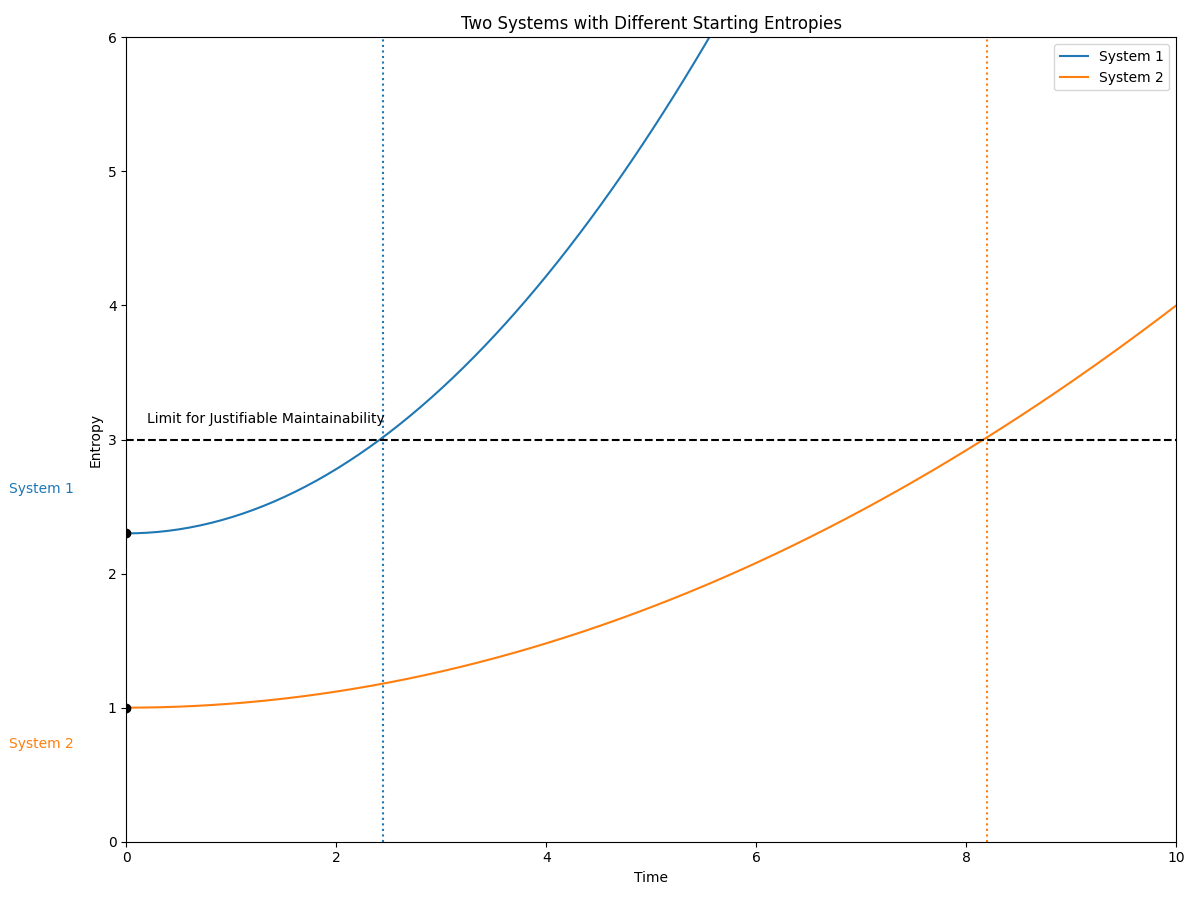 Two Systems with Different Starting Entropies
System 1
System 2
6
5
4
3
2
1
0
Entropy
Limit for Justifiable Maintainability
System 1
System 2
0 2 4 6 8 10
Time